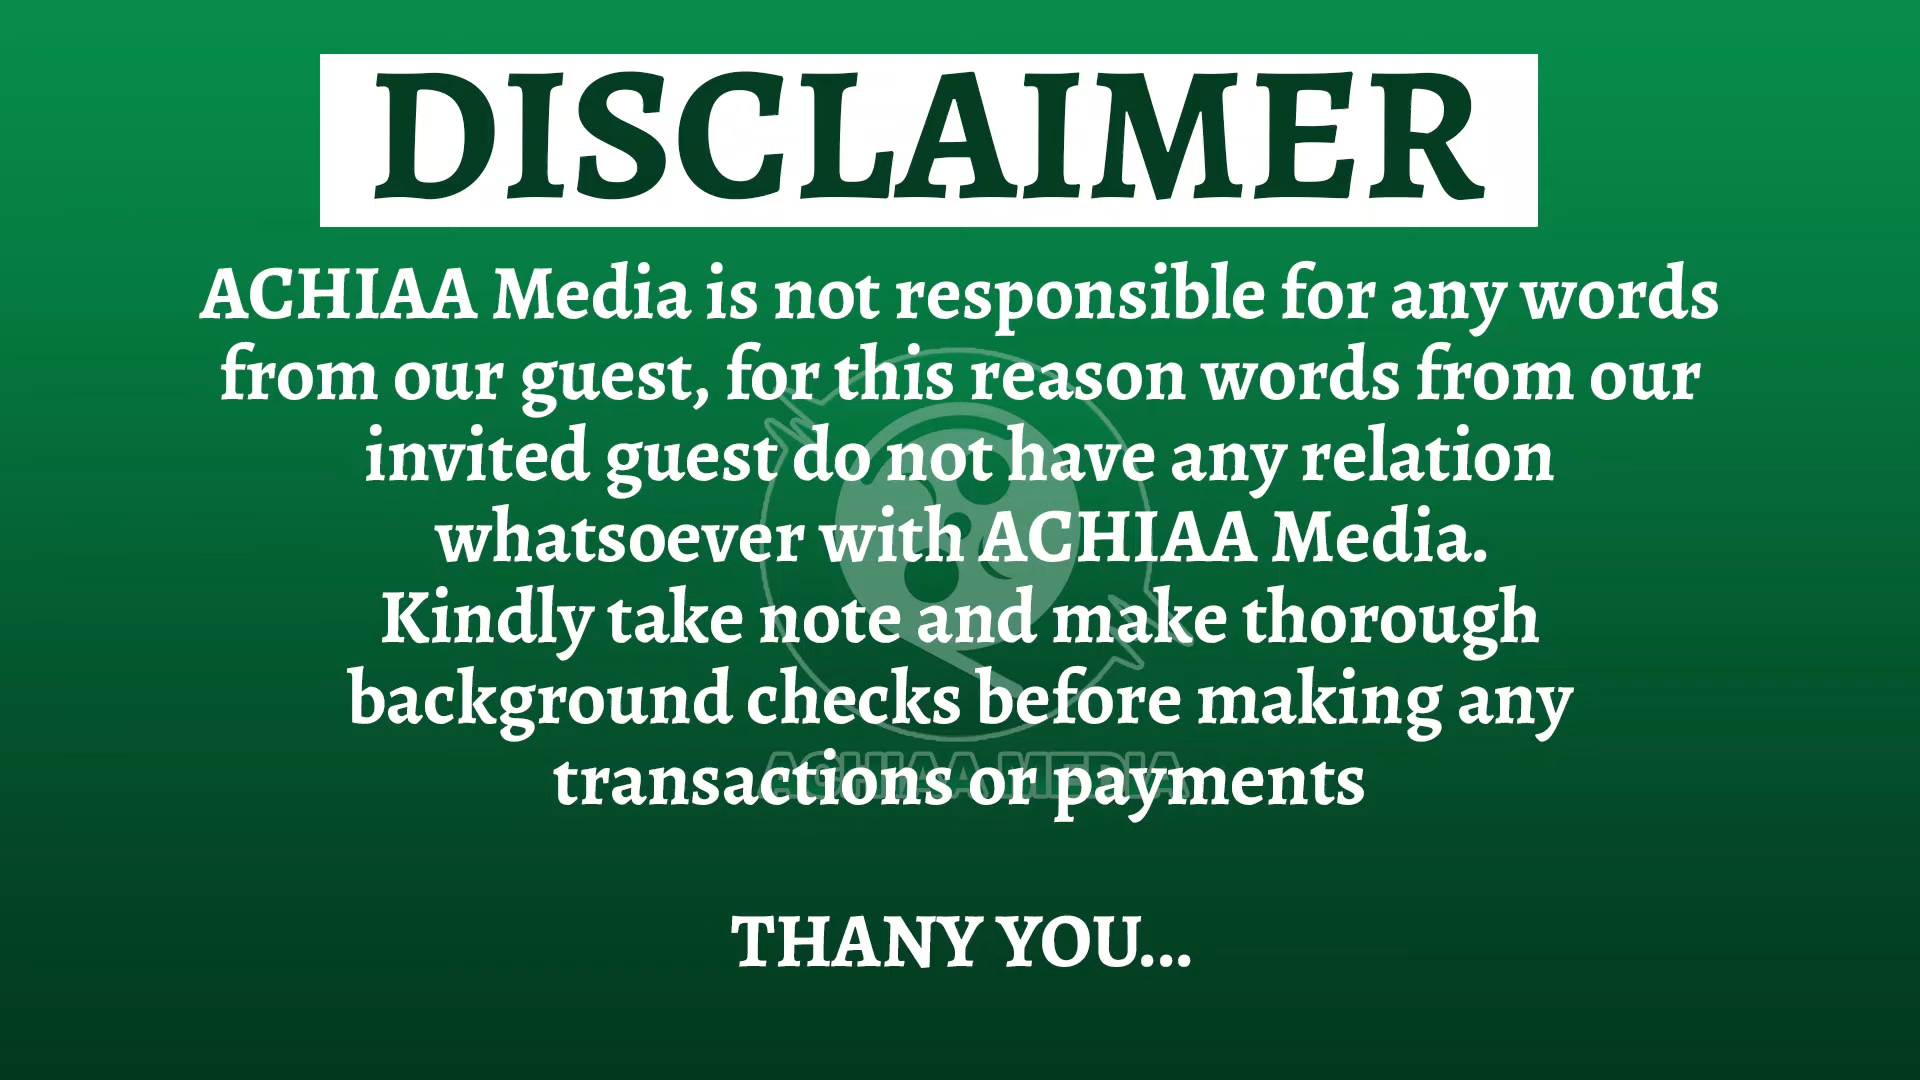 DISCLAIMER
ACHIAA Media is not responsible for any words
from our guest, for this reason words from our
invited guest do not have any relation
whatsoever with ACHIAA Media.
Kindly take note and make thorough
background checks before making any
transactions or payments
ACHIAA MEDIA
THANY YOU...